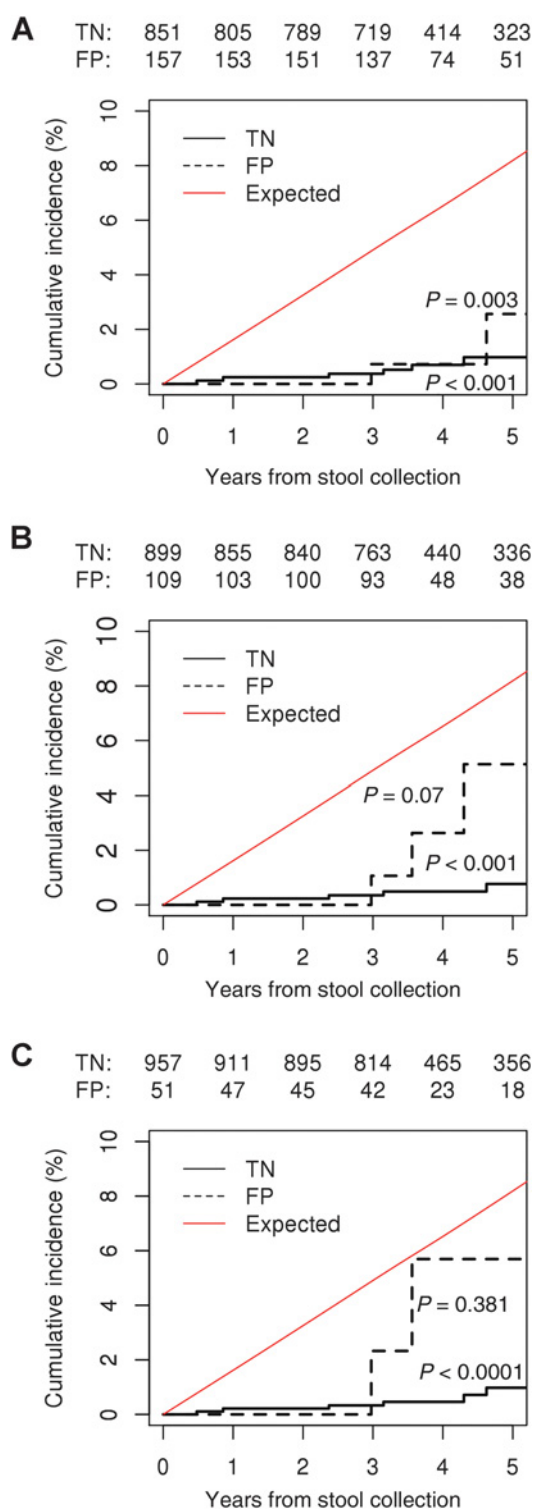 A
TN: 851 805 789 719 414 323
FP: 157 153 151 137 74 51
10
TN
8
FP
Expected
6
Cumulative incidence (%)
4
P = 0.003
2
0
P < 0.001
0 1 2 3 4 5
Years from stool collection
B
TN: 899 855 840 763 440 336
FP: 109 103 100 93 48 38
10
TN
8
FP
Expected
6
Cumulative incidence (%)
4
P = 0.07
2
P < 0.001
0
0 1 2 3 4 5
Years from stool collection
C
TN: 957 911 895 814 465 356
FP: 51 47 45 42 23 18
10
TN
8
FP
Expected
6
Cumulative incidence (%)
4
P = 0.381
2
P < 0.0001
0
0 1 2 3 4 5
Years from stool collection